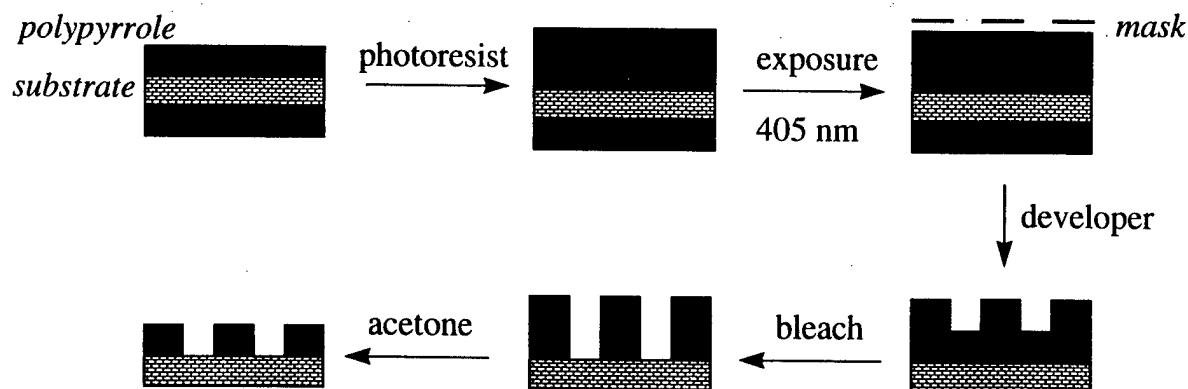 polypyrrole
substrate
photoresist
exposure
405 nm
mask
developer
bleach
acetone